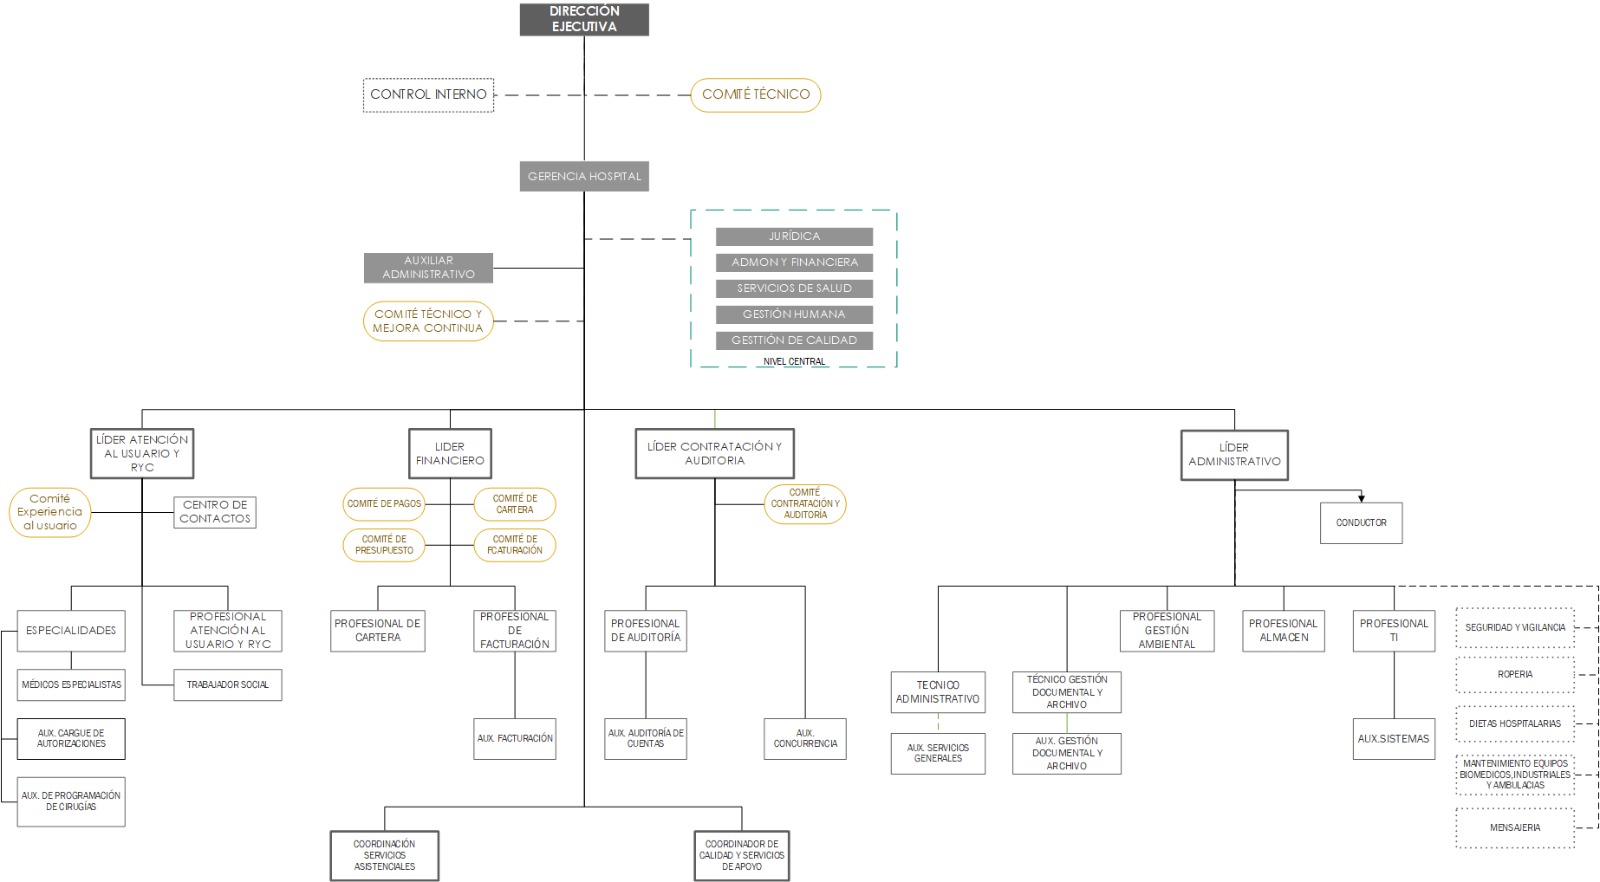 DIRECCIÓN
EJECUTIVA
CONTROL INTERNO
COMITÉ TÉCNICO
GERENCIA HOSPITAL
JURÍDICA
ADMON Y FINANCIERA
SERVICIOS DE SALUD
GESTIÓN HUMANA
GESTTIÓN DE CALIDAD
NIVEL CENTRAL
AUXILIAR
ADMINISTRATIVO
COMITÉ TÉCNICO Y
MEJORA CONTINUA
LÍDER ATENCIÓN
AL USUARIO Y
RYC
LIDER
FINANCIERO
LÍDER CONTRATACIÓN Y
AUDITORIA
LÍDER
ADMINISTRATIVO
Comité
Experiencia
al usuario
CENTRO DE
CONTACTOS
COMITÉ DE PAGOS
COMITÉ DE
CARTERA
COMITÉ DE
PRESUPUESTO
COMITÉ DE
FCATURACIÓN
COMITÉ
CONTRATACIÓN Y
AUDITORÍA
CONDUCTOR
ESPECIALIDADES
PROFESIONAL
ATENCIÓN AL
USUARIO Y RYC
PROFESIONAL DE
CARTERA
PROFESIONAL
DE
FACTURACIÓN
PROFESIONAL
DE AUDITORÍA
PROFESIONAL
GESTIÓN
AMBIENTAL
PROFESIONAL
ALMACEN
PROFESIONAL
TI
SEGURIDAD Y VIGILANCIA
MÉDICOS ESPECIALISTAS
TRABAJADOR SOCIAL
TECNICO
ADMINISTRATIVO
TÉCNICO GESTIÓN
DOCUMENTAL Y
ARCHIVO
ROPERIA
AUX. CARGUE DE
AUTORIZACIONES
AUX. FACTURACIÓN
AUX. AUDITORÍA DE
CUENTAS
AUX.
CONCURRENCIA
AUX. SERVICIOS
GENERALES
AUX. GESTIÓN
DOCUMENTAL Y
ARCHIVO
AUX.SISTEMAS
DIETAS HOSPITALARIAS
MANTENIMIENTO EQUIPOS
BIOMEDICOS,INDUSTRIALES
Y AMBULACIAS
AUX. DE PROGRAMACIÓN
DE CIRUGÍAS
MENSAJERIA
COORDINACIÓN
SERVICIOS
ASISTENCIALES
COORDINADOR DE
CALIDAD Y SERVICIOS
DE APOYO